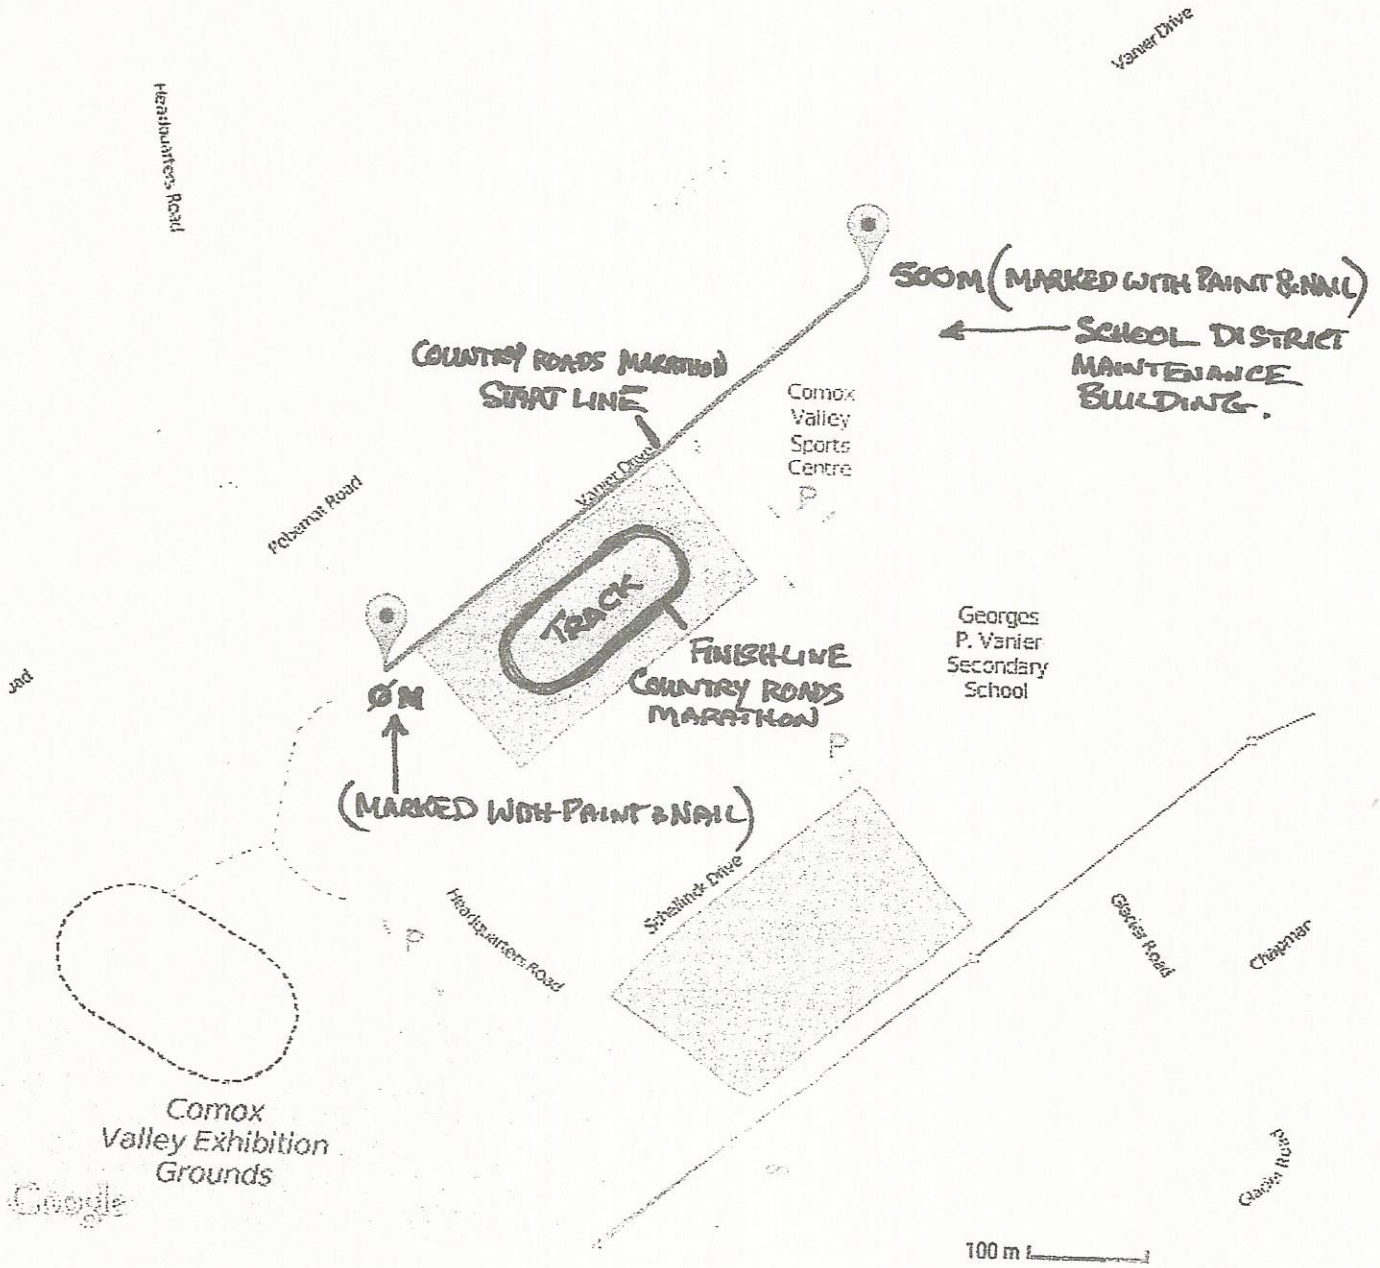 Vanier Drive
Headquarters Road
500M (MARKED WITH PAINT & NAIL)
SCHOOL DISTRICT
MAINTENANCE
BUILDING.
COUNTRY ROADS MARATHON
START LINE
Comox
Valley
Sports
Centre
P
Vanier Drive
Road
TRACK
Georges
P. Vanier
Secondary
School
FINISH LINE
COUNTRY ROADS
MARATHON
ØM
P
(MARKED WITH PAINT & NAIL)
Schellinck Drive
Headquarters Road
P
Glacier Road
Comox
Valley Exhibition
Grounds
Glacier Road
Google
100 m